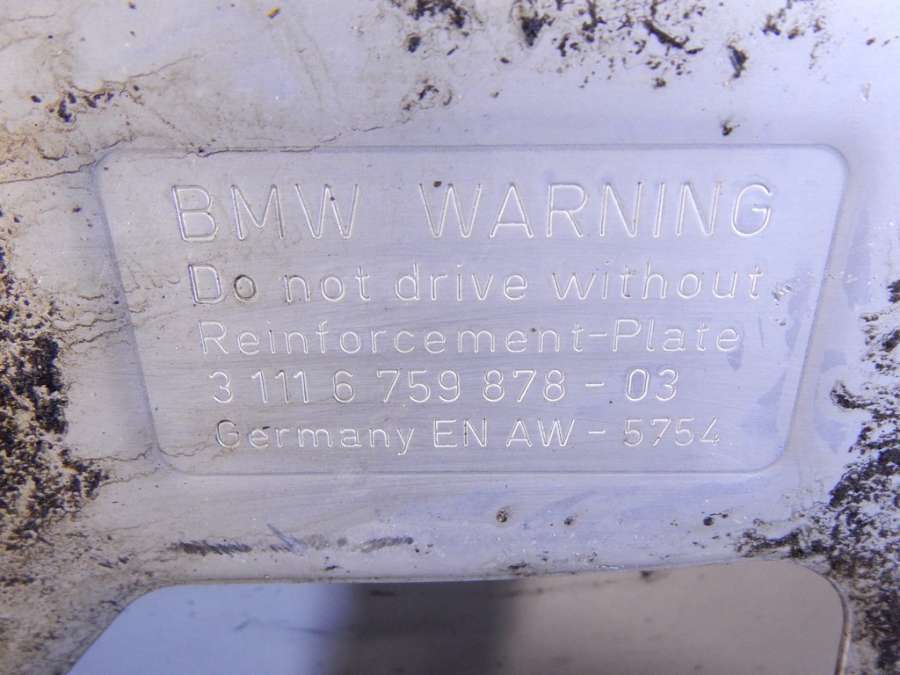 BMW WARNING
Do not drive without
Reinforcement-Plate
3 111 6 759 878 - 03
Germany EN AW - 5754